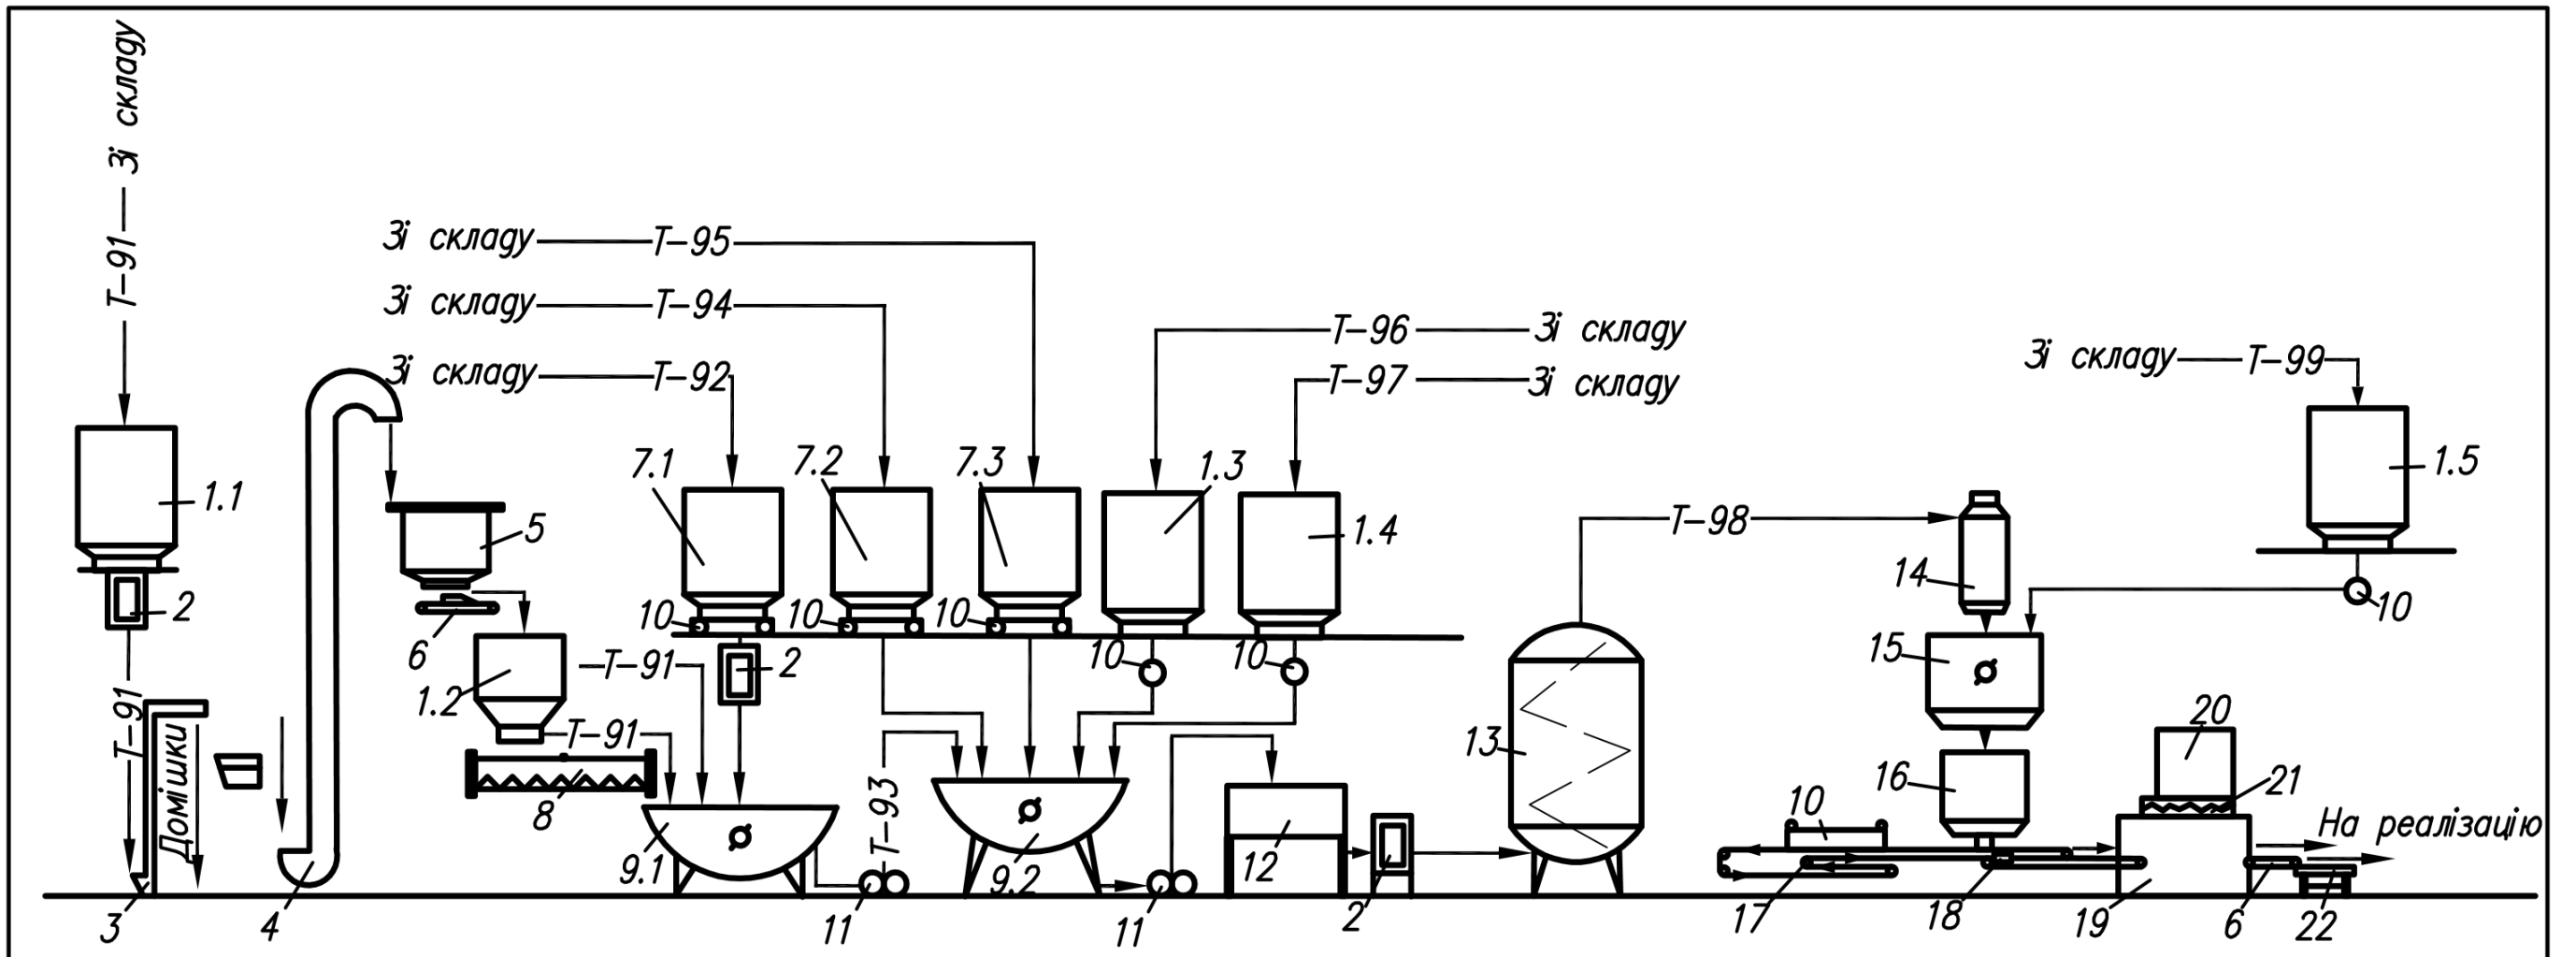 Зі складу
Т-91
Зі складу Т-95
Зі складу Т-94
Зі складу Т-92
Т-96 Зі складу
Т-97 Зі складу
Зі складу Т-99
7.1
7.2
7.3
1.3
1.5
1.1
5
1.4
Т-98
14
2
10
10
10
10
6
10
10
15
Т-91
2
1.2
Т-91
Т-91
Домішки
13
20
16
21
8
Т-93
10
На реалізацію
9.1
9.2
12
3
4
11
11
2
17
18
19
6
22